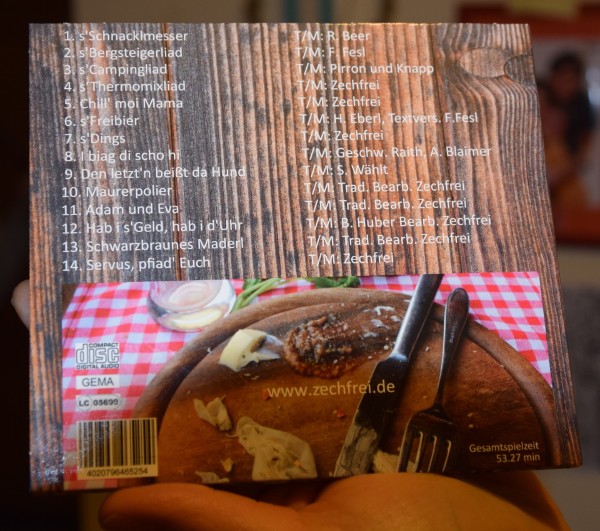 1. s'Schnacklmesser T/M: R. Beer
2. s'Bergsteigerliad T/M: F. Fesl
3. s'Campingliad T/M: Pirron und Knapp
4. s'Thermomixliad T/M: Zechfrei
5. Chill' moi Mama T/M: Zechfrei
6. s'Freibier T/M: H. Eberl, Textvers. F.Fesl
7. s'Dings T/M: Zechfrei
8. I biag di scho hi T/M: Geschw. Raith, A. Blaimer
9. Den letzt'n beißt da Hund T/M: S. Wählt
10. Maurerpolier T/M: Trad. Bearb. Zechfrei
11. Adam und Eva T/M: Trad. Bearb. Zechfrei
12. Hab i s'Geld, hab i d'Uhr T/M: B. Huber Bearb. Zechfrei
13. Schwarzbraunes Maderl T/M: Trad. Bearb. Zechfrei
14. Servus, pfiad' Euch T/M: Zechfrei
COMPACT
disc
DIGITAL AUDIO
GEMA
LC 05699
www.zechfrei.de
4020796465254
Gesamtspielzeit
53.27 min